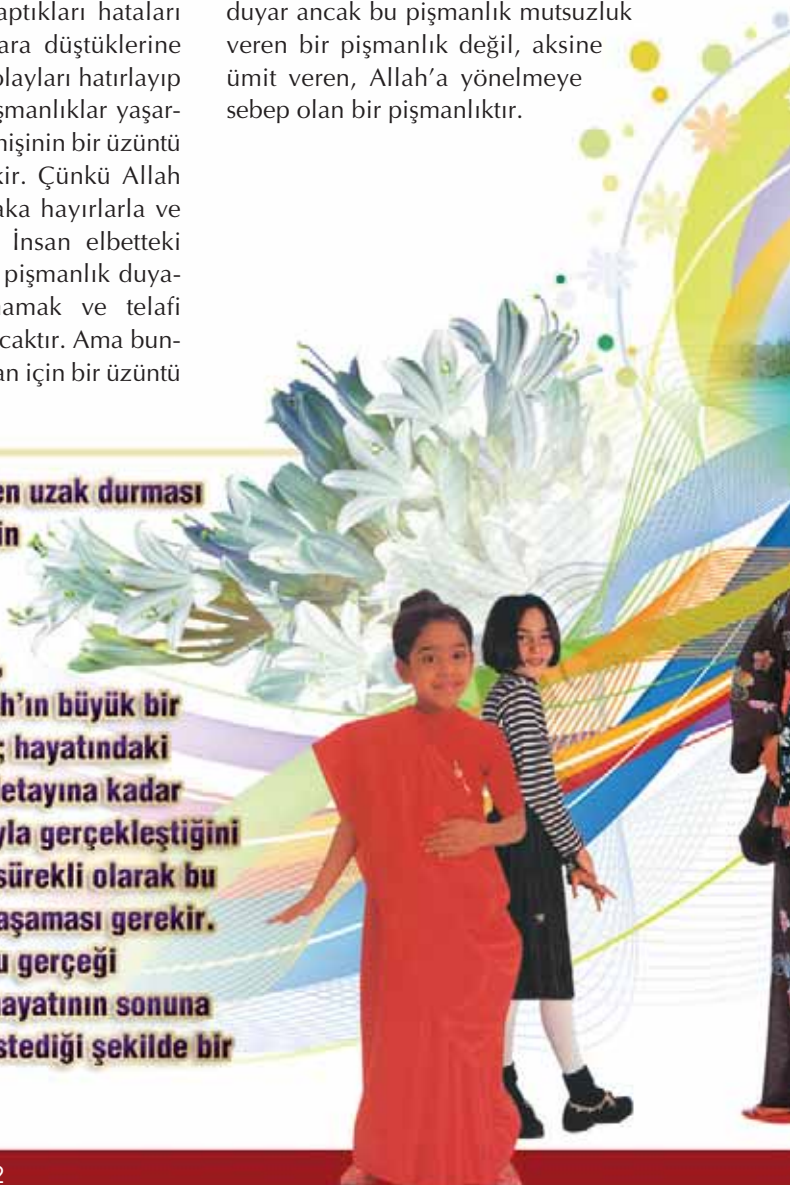 aptıkları hataları
ara düştüklerine
olayları hatırlayıp
şmanlıklar yaşar-
nişinin bir üzüntü
kir. Çünkü Allah
aka hayırlarla ve
İnsan elbetteki
pişmanlık duya-
amak ve telafi
caktır. Ama bun-
an için bir üzüntü
duyar ancak bu pişmanlık mutsuzluk
veren bir pişmanlık değil, aksine
ümit veren, Allah’a yönelmeye
sebep olan bir pişmanlıktır.
en uzak durması
in
h’ın büyük bir
; hayatındaki
etayına kadar
yla gerçekleştiğini
sürekli olarak bu
aşaması gerekir.
u gerçeği
hayatının sonuna
stediği şekilde bir
2